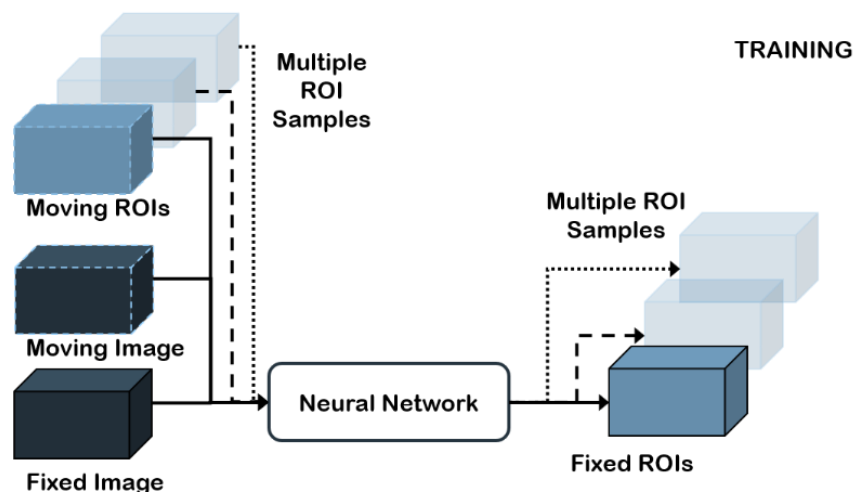 TRAINING
Multiple
ROI
Samples
Moving ROIs
Multiple ROI
Samples
Moving Image
Neural Network
Fixed ROIs
Fixed Image